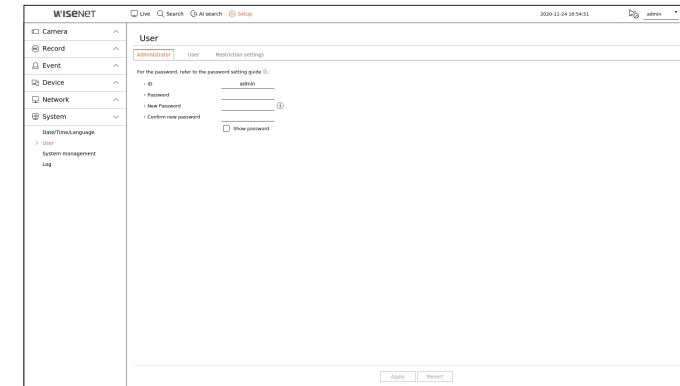 WISENET
Live Search AI search Setup 2020-11-24 16:54:51 admin
Camera
Record
Event
Device
Network
System
Date/Time/Language
User
System management
Log
User
Administrator User Restriction settings
For the password, refer to the password setting guide
• ID admin
• Password
• New Password
• Confirm new password
Show password
Apply Revert